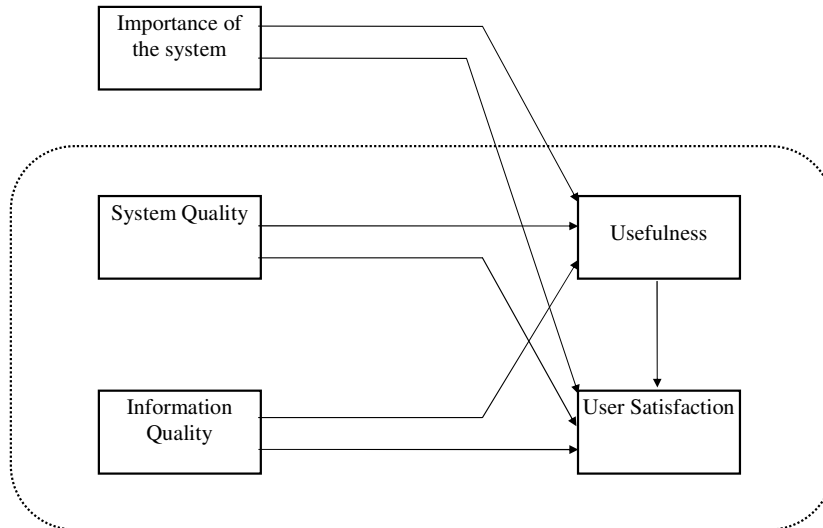 Importance of
the system
System Quality
Usefulness
Information
Quality
User Satisfaction